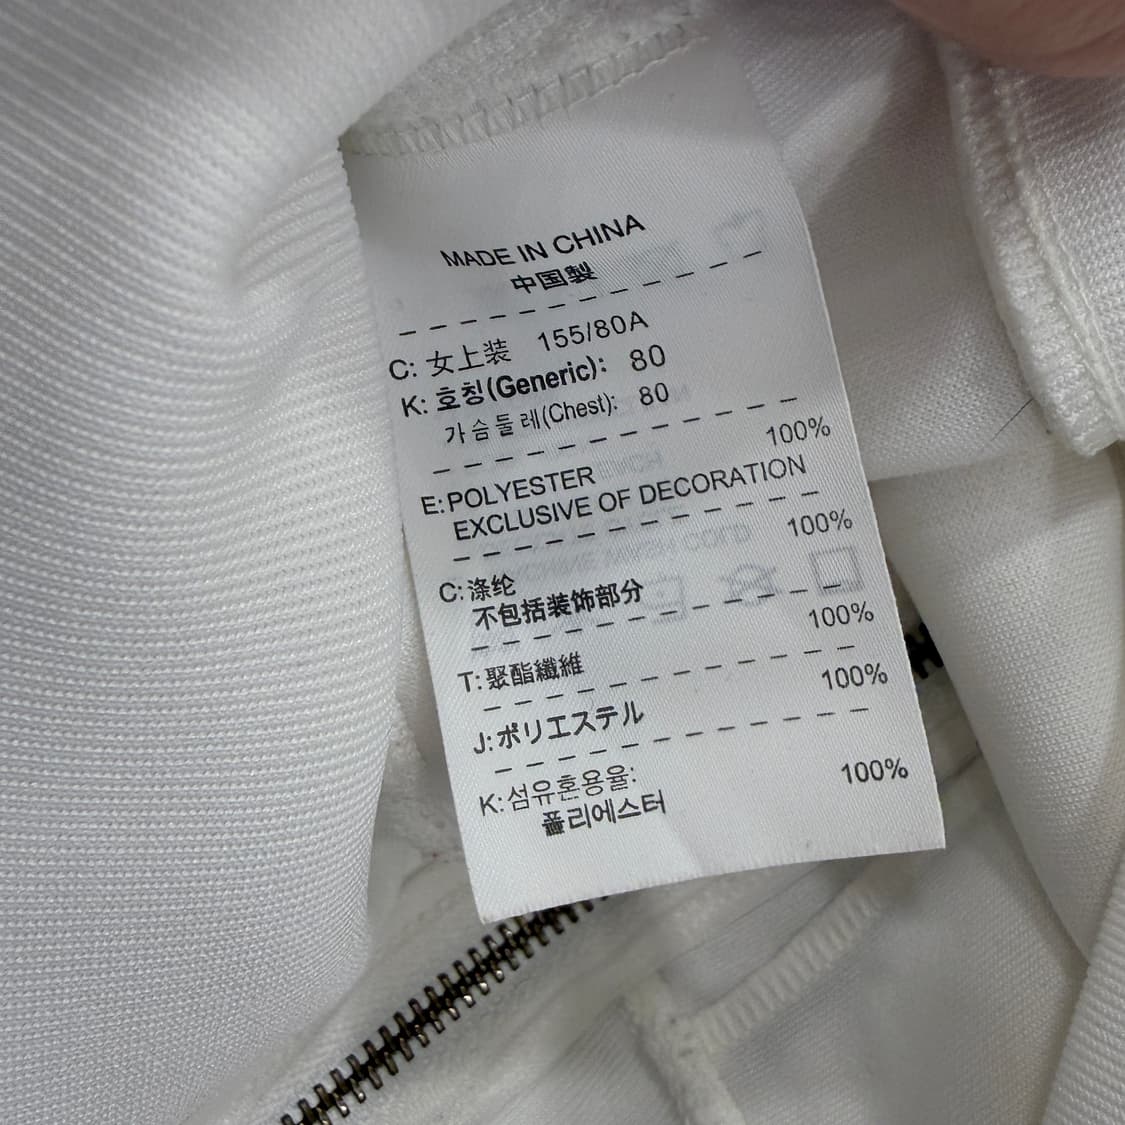 MADE IN CHINA
中国製
C: 女上装 155/80A
K: 호칭(Generic): 80
가슴둘레(Chest): 80
100%
E:POLYESTER
EXCLUSIVE OF DECORATION
100%
C:涤纶
不包括装饰部分
100%
T:聚酯纖維
100%
J:ポリエステル
100%
K:섬유혼용율:
폴리에스터